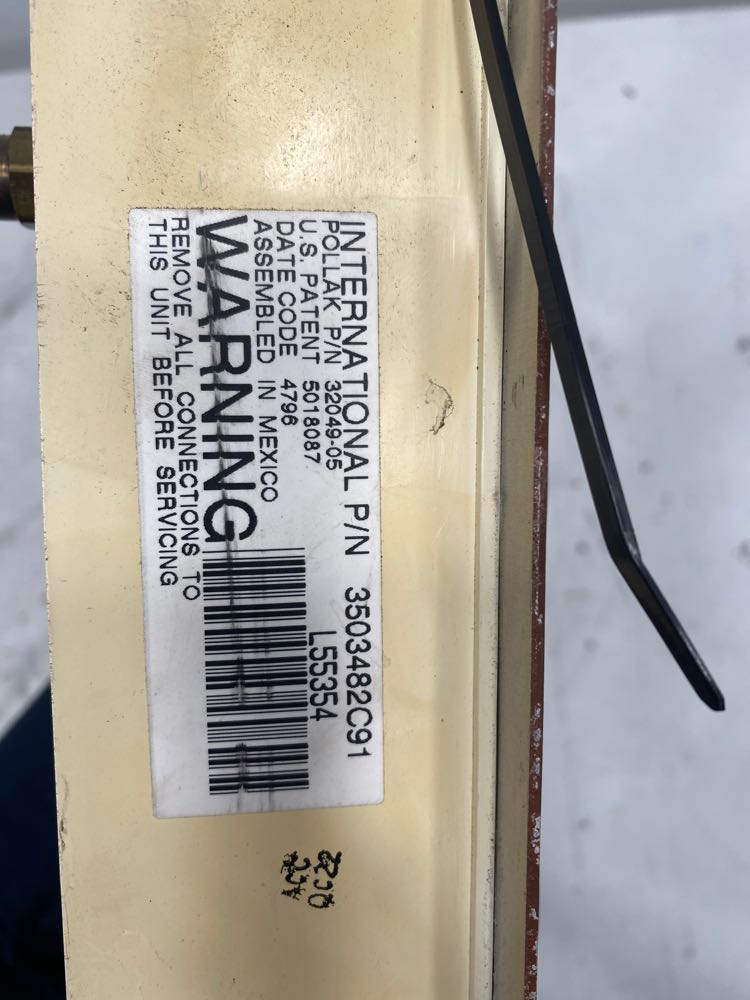 INTERNATIONAL P/N 3503482C91
POLLAK P/N 32049-05
U.S. PATENT 5018087
DATE CODE 4796
ASSEMBLED IN MEXICO
L55354
WARNING
REMOVE ALL CONNECTIONS TO
THIS UNIT BEFORE SERVICING